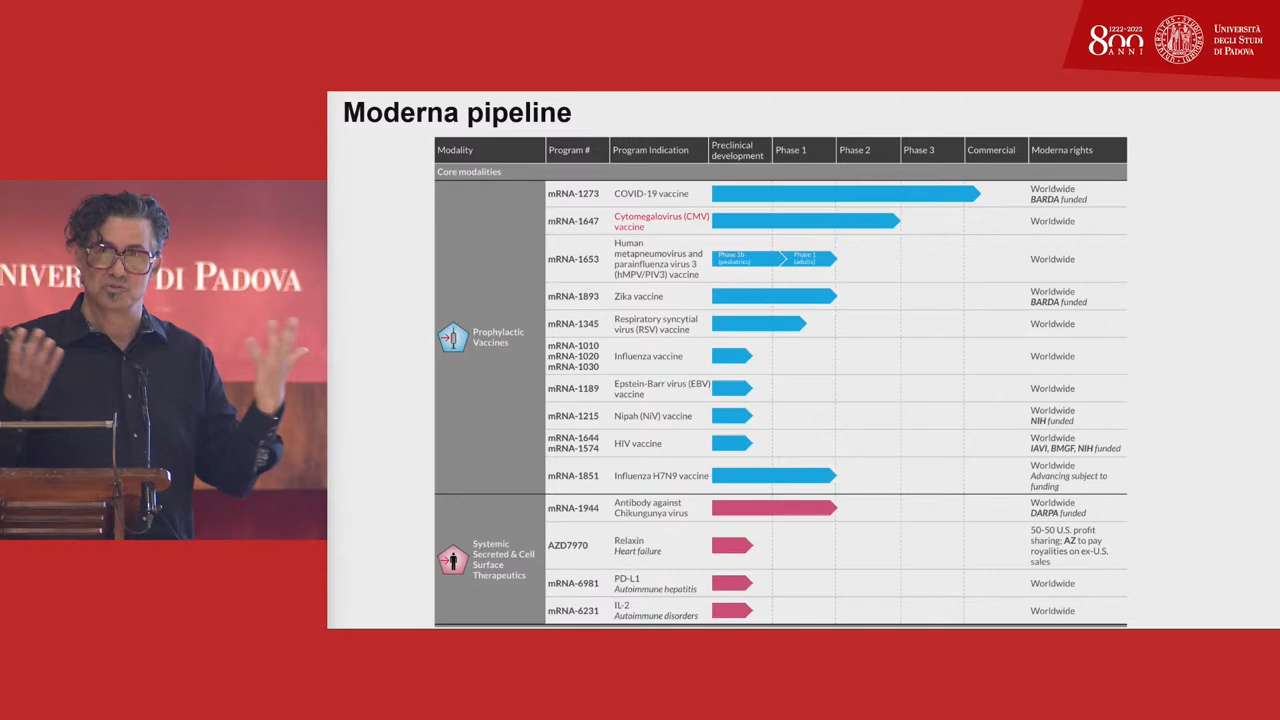 1222-2022
800
ANNI
UNIVERSITÀ
DEGLI STUDI
DI PADOVA
NIVERSITÀ
STUDI DI PADOVA
Moderna pipeline
Modality
Program #
Program Indication
Preclinical
development
Phase 1
Phase 2
Phase 3
Commercial
Moderna rights
Core modalities
Prophylactic
Vaccines
mRNA-1273
COVID-19 vaccine
Worldwide
BARDA funded
mRNA-1647
Cytomegalovirus (CMV)
vaccine
Worldwide
mRNA-1653
Human
metapneumovirus and
parainfluenza virus 3
(hMPV/PIV3) vaccine
Phase 1b
(pediatrics)
Phase 1
(adults)
Worldwide
mRNA-1893
Zika vaccine
Worldwide
BARDA funded
mRNA-1345
Respiratory syncytial
virus (RSV) vaccine
Worldwide
mRNA-1010
mRNA-1020
mRNA-1030
Influenza vaccine
Worldwide
mRNA-1189
Epstein-Barr virus (EBV)
vaccine
Worldwide
mRNA-1215
Nipah (NiV) vaccine
Worldwide
NIH funded
mRNA-1644
mRNA-1574
HIV vaccine
Worldwide
IAVI, BMGF, NIH funded
mRNA-1851
Influenza H7N9 vaccine
Worldwide
Advancing subject to
funding
Systemic
Secreted & Cell
Surface
Therapeutics
mRNA-1944
Antibody against
Chikungunya virus
Worldwide
DARPA funded
AZD7970
Relaxin
Heart failure
50-50 U.S. profit
sharing; AZ to pay
royalities on ex-U.S.
sales
mRNA-6981
PD-L1
Autoimmune hepatitis
Worldwide
mRNA-6231
IL-2
Autoimmune disorders
Worldwide